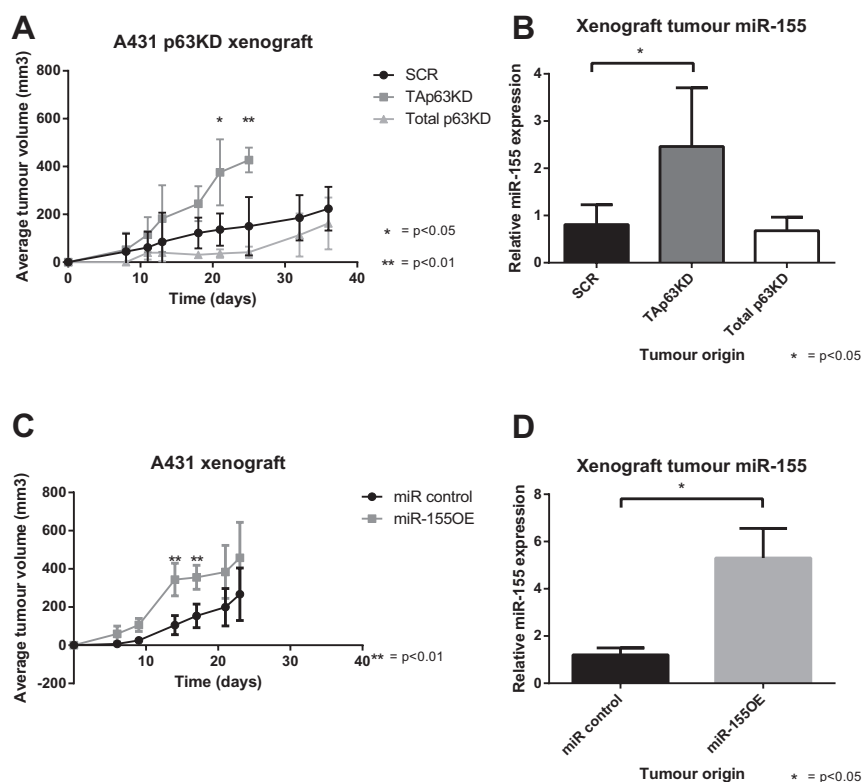 A
A431 p63KD xenograft
Average tumour volume (mm3)
800
600
400
200
0
0
10
20
30
40
Time (days)
SCR
TAp63KD
Total p63KD
*
**
* = p<0.05
** = p<0.01
B
Xenograft tumour miR-155
Relative miR-155 expression
4
3
2
1
0
*
SCR
TAp63KD
Total p63KD
Tumour origin
* = p<0.05
C
A431 xenograft
Average tumour volume (mm3)
800
600
400
200
0
-200
10
20
30
40
Time (days)
miR control
miR-155OE
**
**
** = p<0.01
D
Xenograft tumour miR-155
Relative miR-155 expression
8
6
4
2
0
*
miR control
miR-155OE
Tumour origin
* = p<0.05